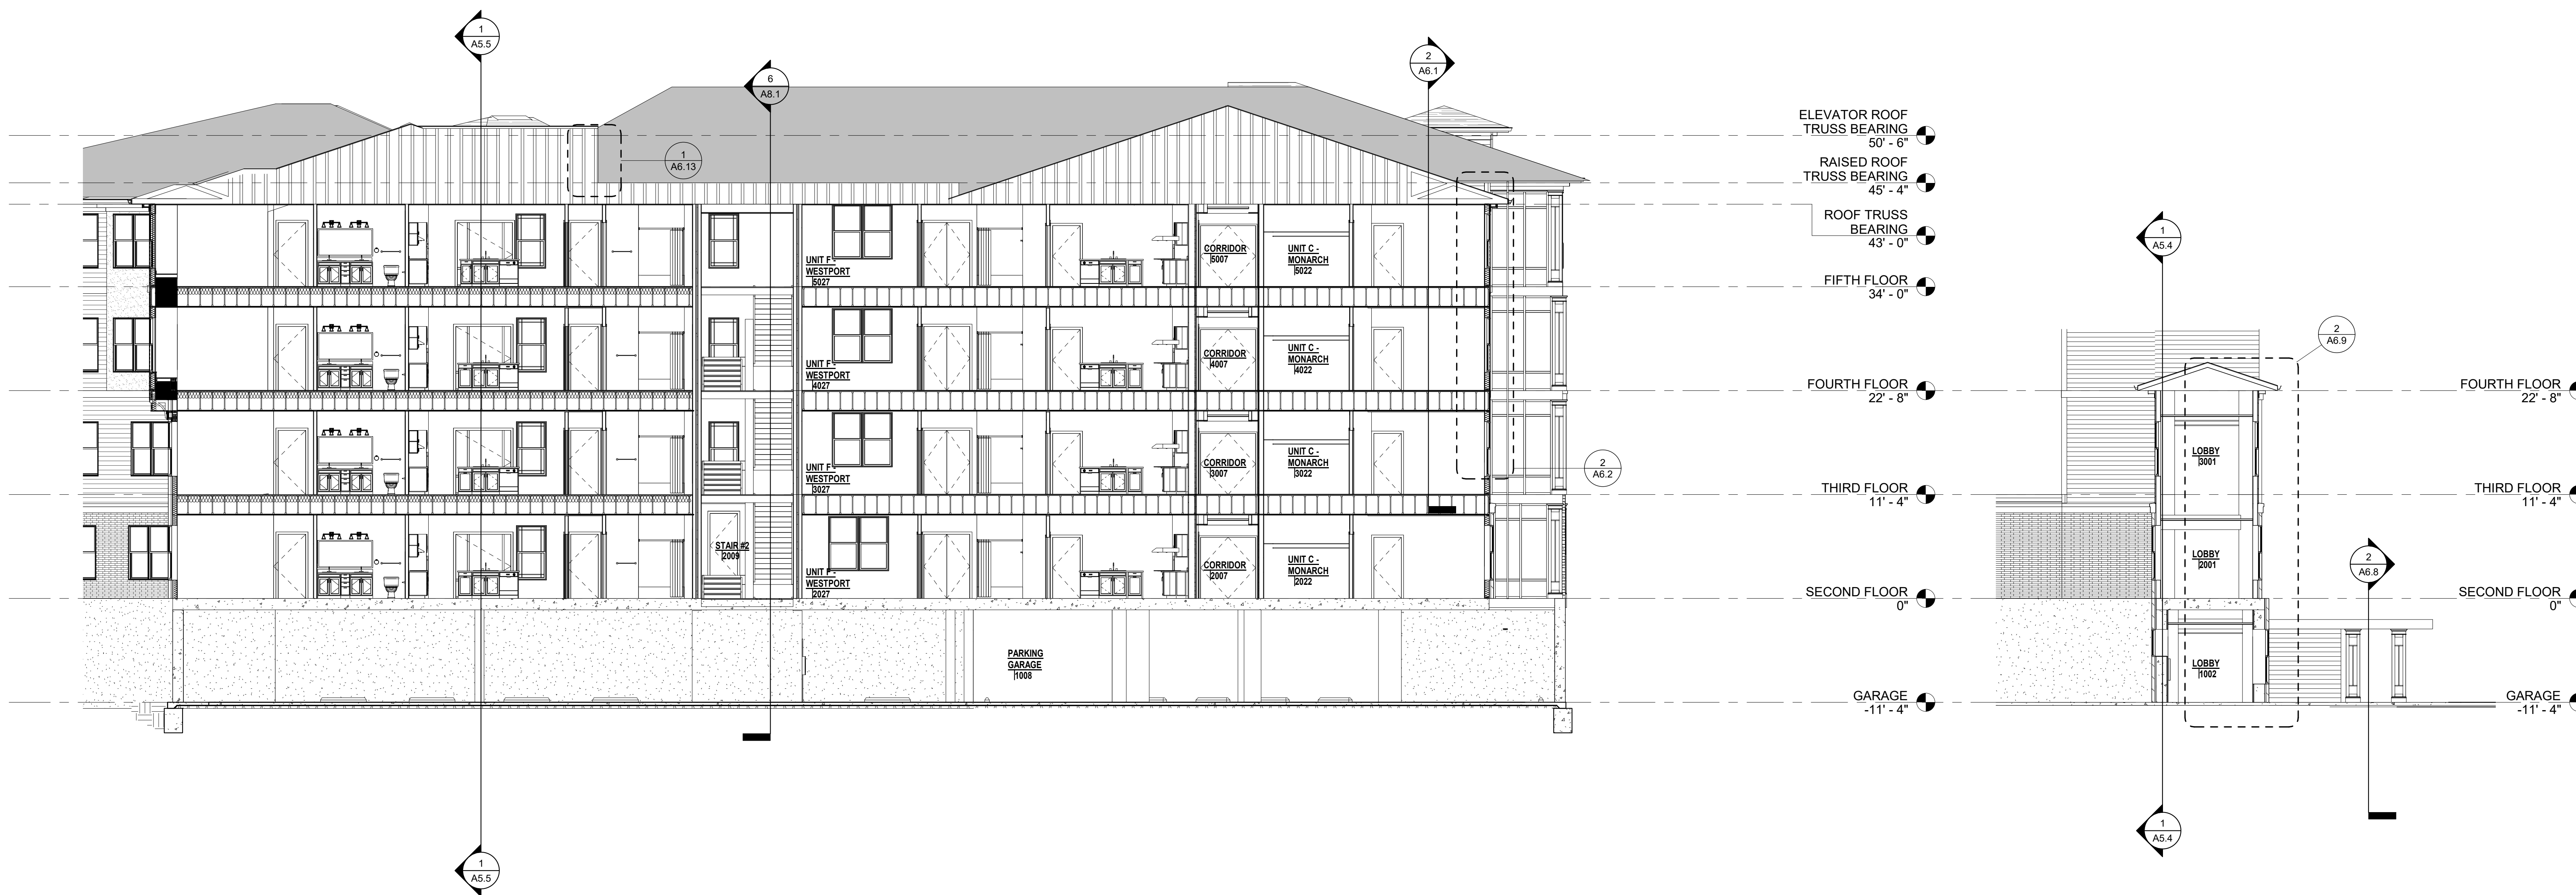 1
A5.5
6
A8.1
2
A6.1
1
A6.13
ELEVATOR ROOF
TRUSS BEARING
50' - 6"
RAISED ROOF
TRUSS BEARING
45' - 4"
ROOF TRUSS
BEARING
43' - 0"
FIFTH FLOOR
34' - 0"
FOURTH FLOOR
22' - 8"
THIRD FLOOR
11' - 4"
SECOND FLOOR
0"
GARAGE
-11' - 4"
UNIT F -
WESTPORT
5027
CORRIDOR
5007
UNIT C -
MONARCH
5022
UNIT F -
WESTPORT
4027
CORRIDOR
4007
UNIT C -
MONARCH
4022
UNIT F -
WESTPORT
3027
CORRIDOR
3007
UNIT C -
MONARCH
3022
2
A6.2
STAIR #2
2009
UNIT F -
WESTPORT
2027
CORRIDOR
2007
UNIT C -
MONARCH
2022
PARKING
GARAGE
1008
1
A5.5
1
A5.4
2
A6.9
FOURTH FLOOR
22' - 8"
LOBBY
3001
THIRD FLOOR
11' - 4"
LOBBY
2001
2
A6.8
SECOND FLOOR
0"
LOBBY
1002
GARAGE
-11' - 4"
1
A5.4